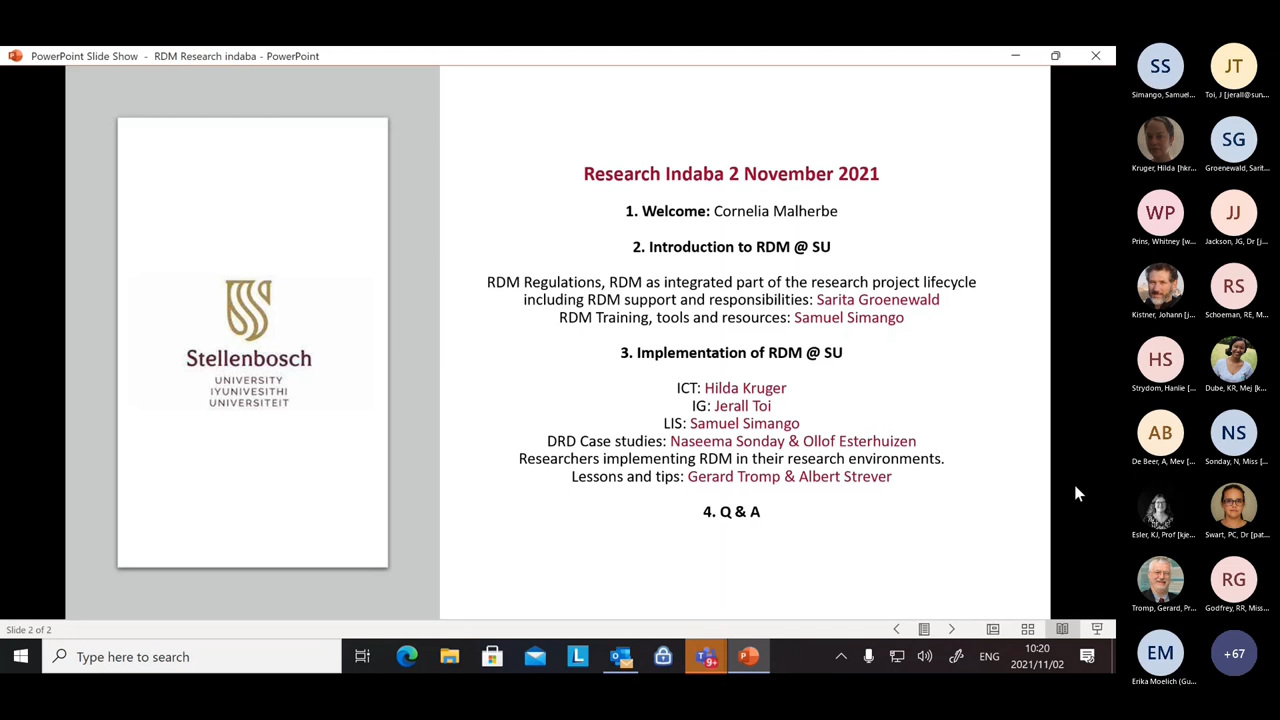 PowerPoint Slide Show - RDM Research indaba - PowerPoint
Stellenbosch
UNIVERSITY
IYUNIVESITHI
UNIVERSITEIT
Research Indaba 2 November 2021
1. Welcome: Cornelia Malherbe
2. Introduction to RDM @ SU
RDM Regulations, RDM as integrated part of the research project lifecycle
including RDM support and responsibilities: Sarita Groenewald
RDM Training, tools and resources: Samuel Simango
3. Implementation of RDM @ SU
ICT: Hilda Kruger
IG: Jerall Toi
LIS: Samuel Simango
DRD Case studies: Naseema Sonday & Ollof Esterhuizen
Researchers implementing RDM in their research environments.
Lessons and tips: Gerard Tromp & Albert Strever
4. Q & A
Slide 2 of 2
Type here to search
L
9+
ENG
10:20
2021/11/02
SS
JT
Simango, Samuel...
Toi, J [jerall@sun...
SG
Kruger, Hilda [hkr...
Groenewald, Sarit...
WP
JJ
Prins, Whitney [w...
Jackson, JG, Dr [j...
RS
Kistner, Johann [j...
Schoeman, RE, M...
HS
Strydom, Hanlie [...
Dube, KR, Mej [k...
AB
NS
De Beer, A, Mev [...
Sonday, N, Miss [...
Esler, KJ, Prof [kje...
Swart, PC, Dr [pat...
RG
Tromp, Gerard, Pr...
Godfrey, RR, Miss...
EM
+67
Erika Moelich (Gu...